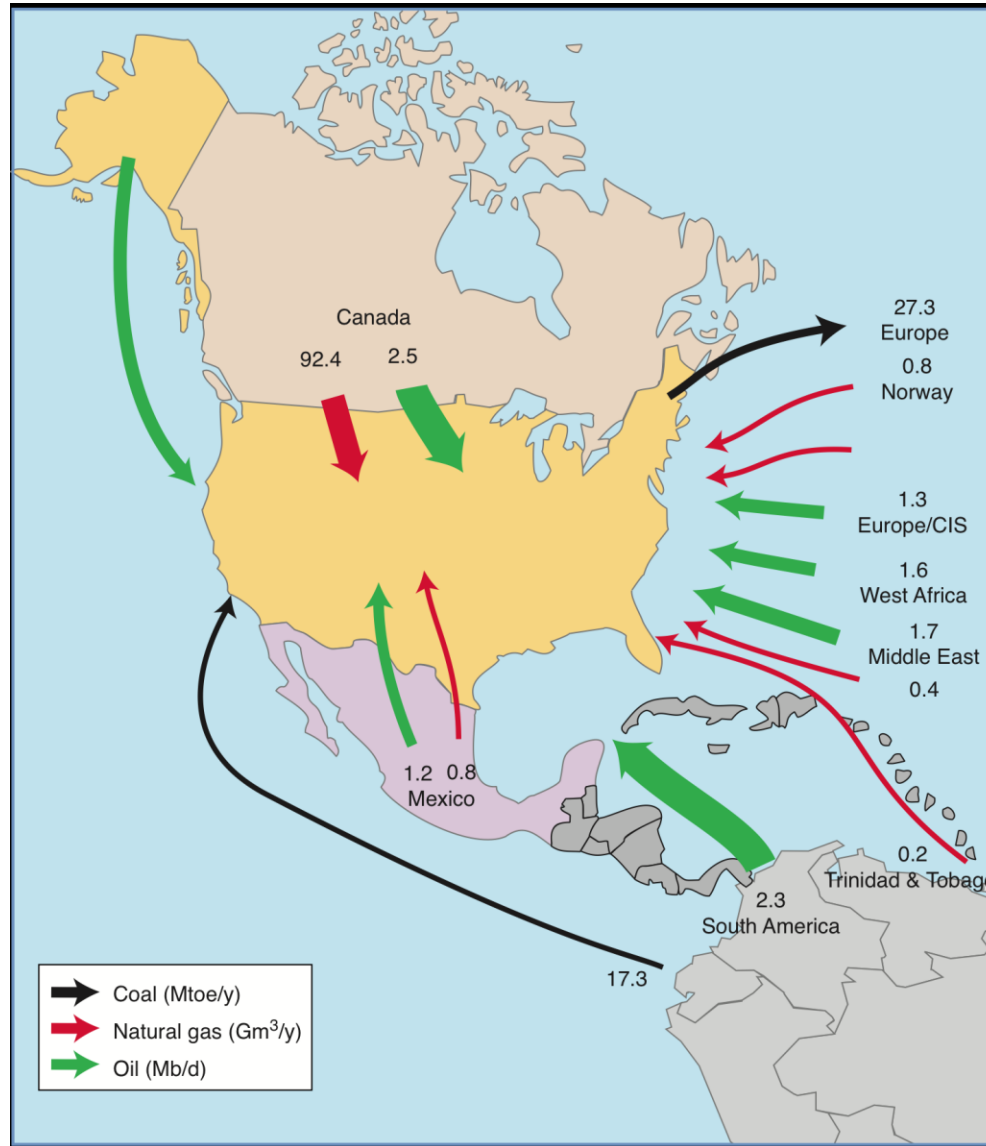 Canada
92.4
2.5
27.3
Europe
0.8
Norway
1.3
Europe/CIS
1.6
West Africa
1.7
Middle East
0.4
1.2 0.8
Mexico
0.2
Trinidad & Tobago
2.3
South America
17.3
Coal (Mtoe/y)
Natural gas (Gm³/y)
Oil (Mb/d)